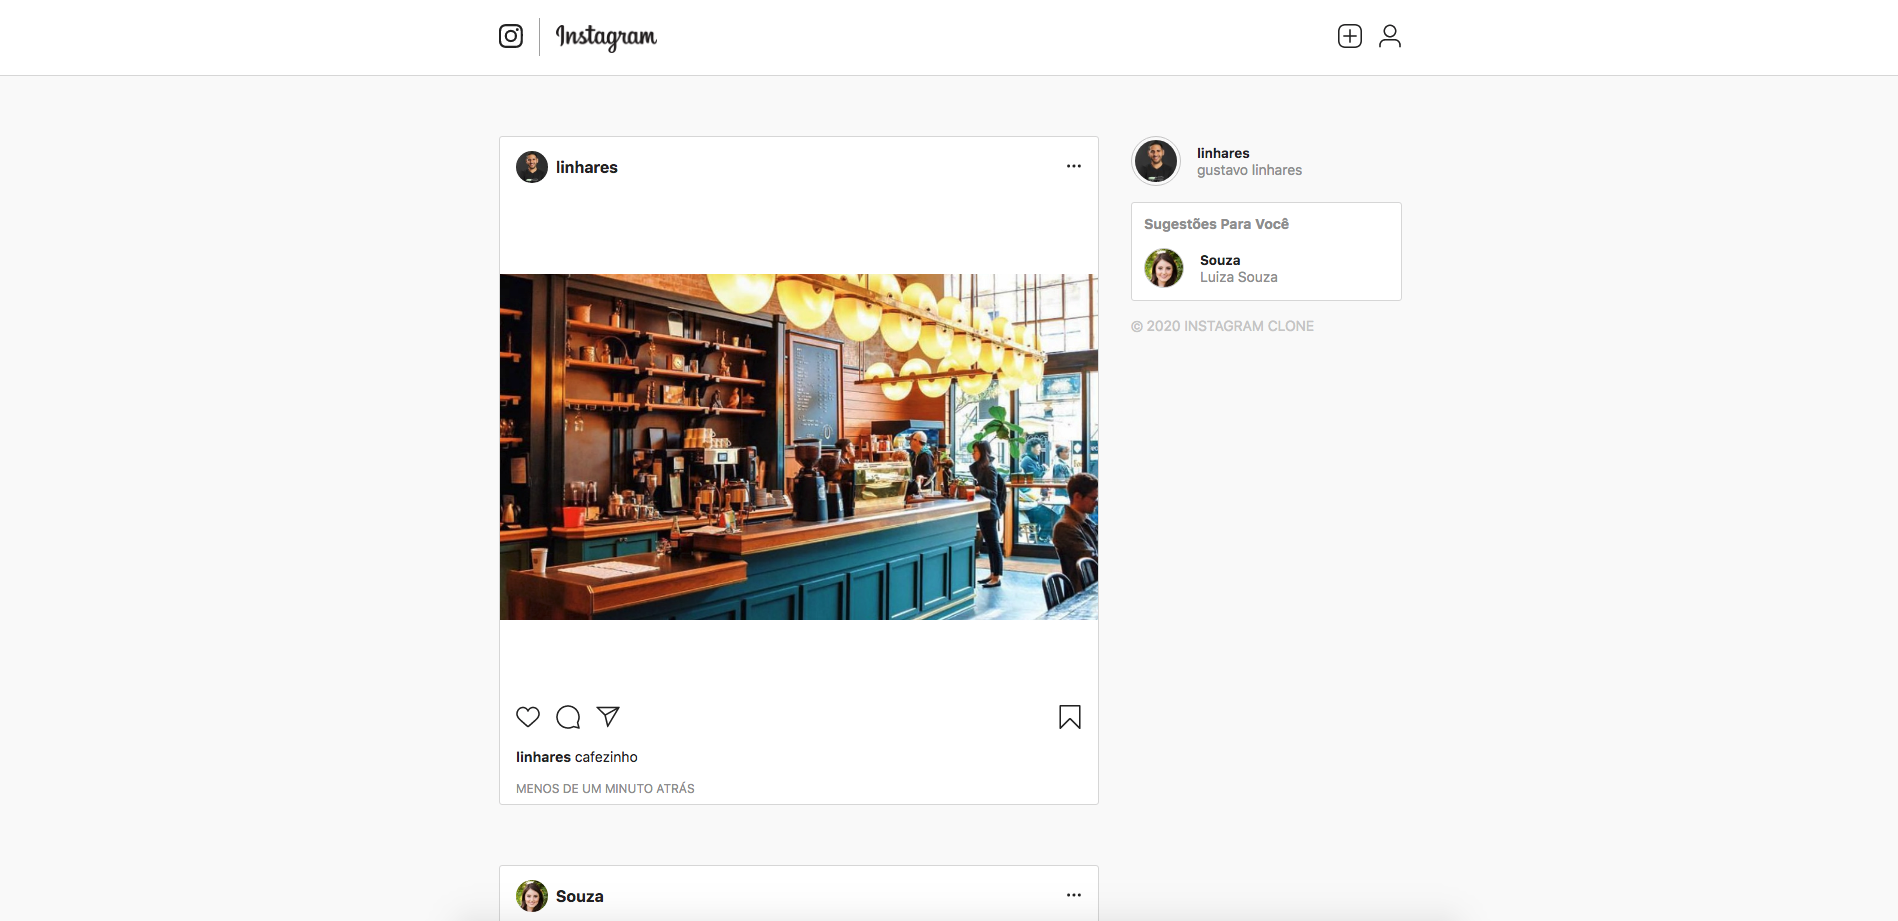 Instagram
linhares
linhares
gustavo linhares
Sugestões Para Você
Souza
Luiza Souza
© 2020 INSTAGRAM CLONE
linhares cafezinho
MENOS DE UM MINUTO ATRÁS
Souza